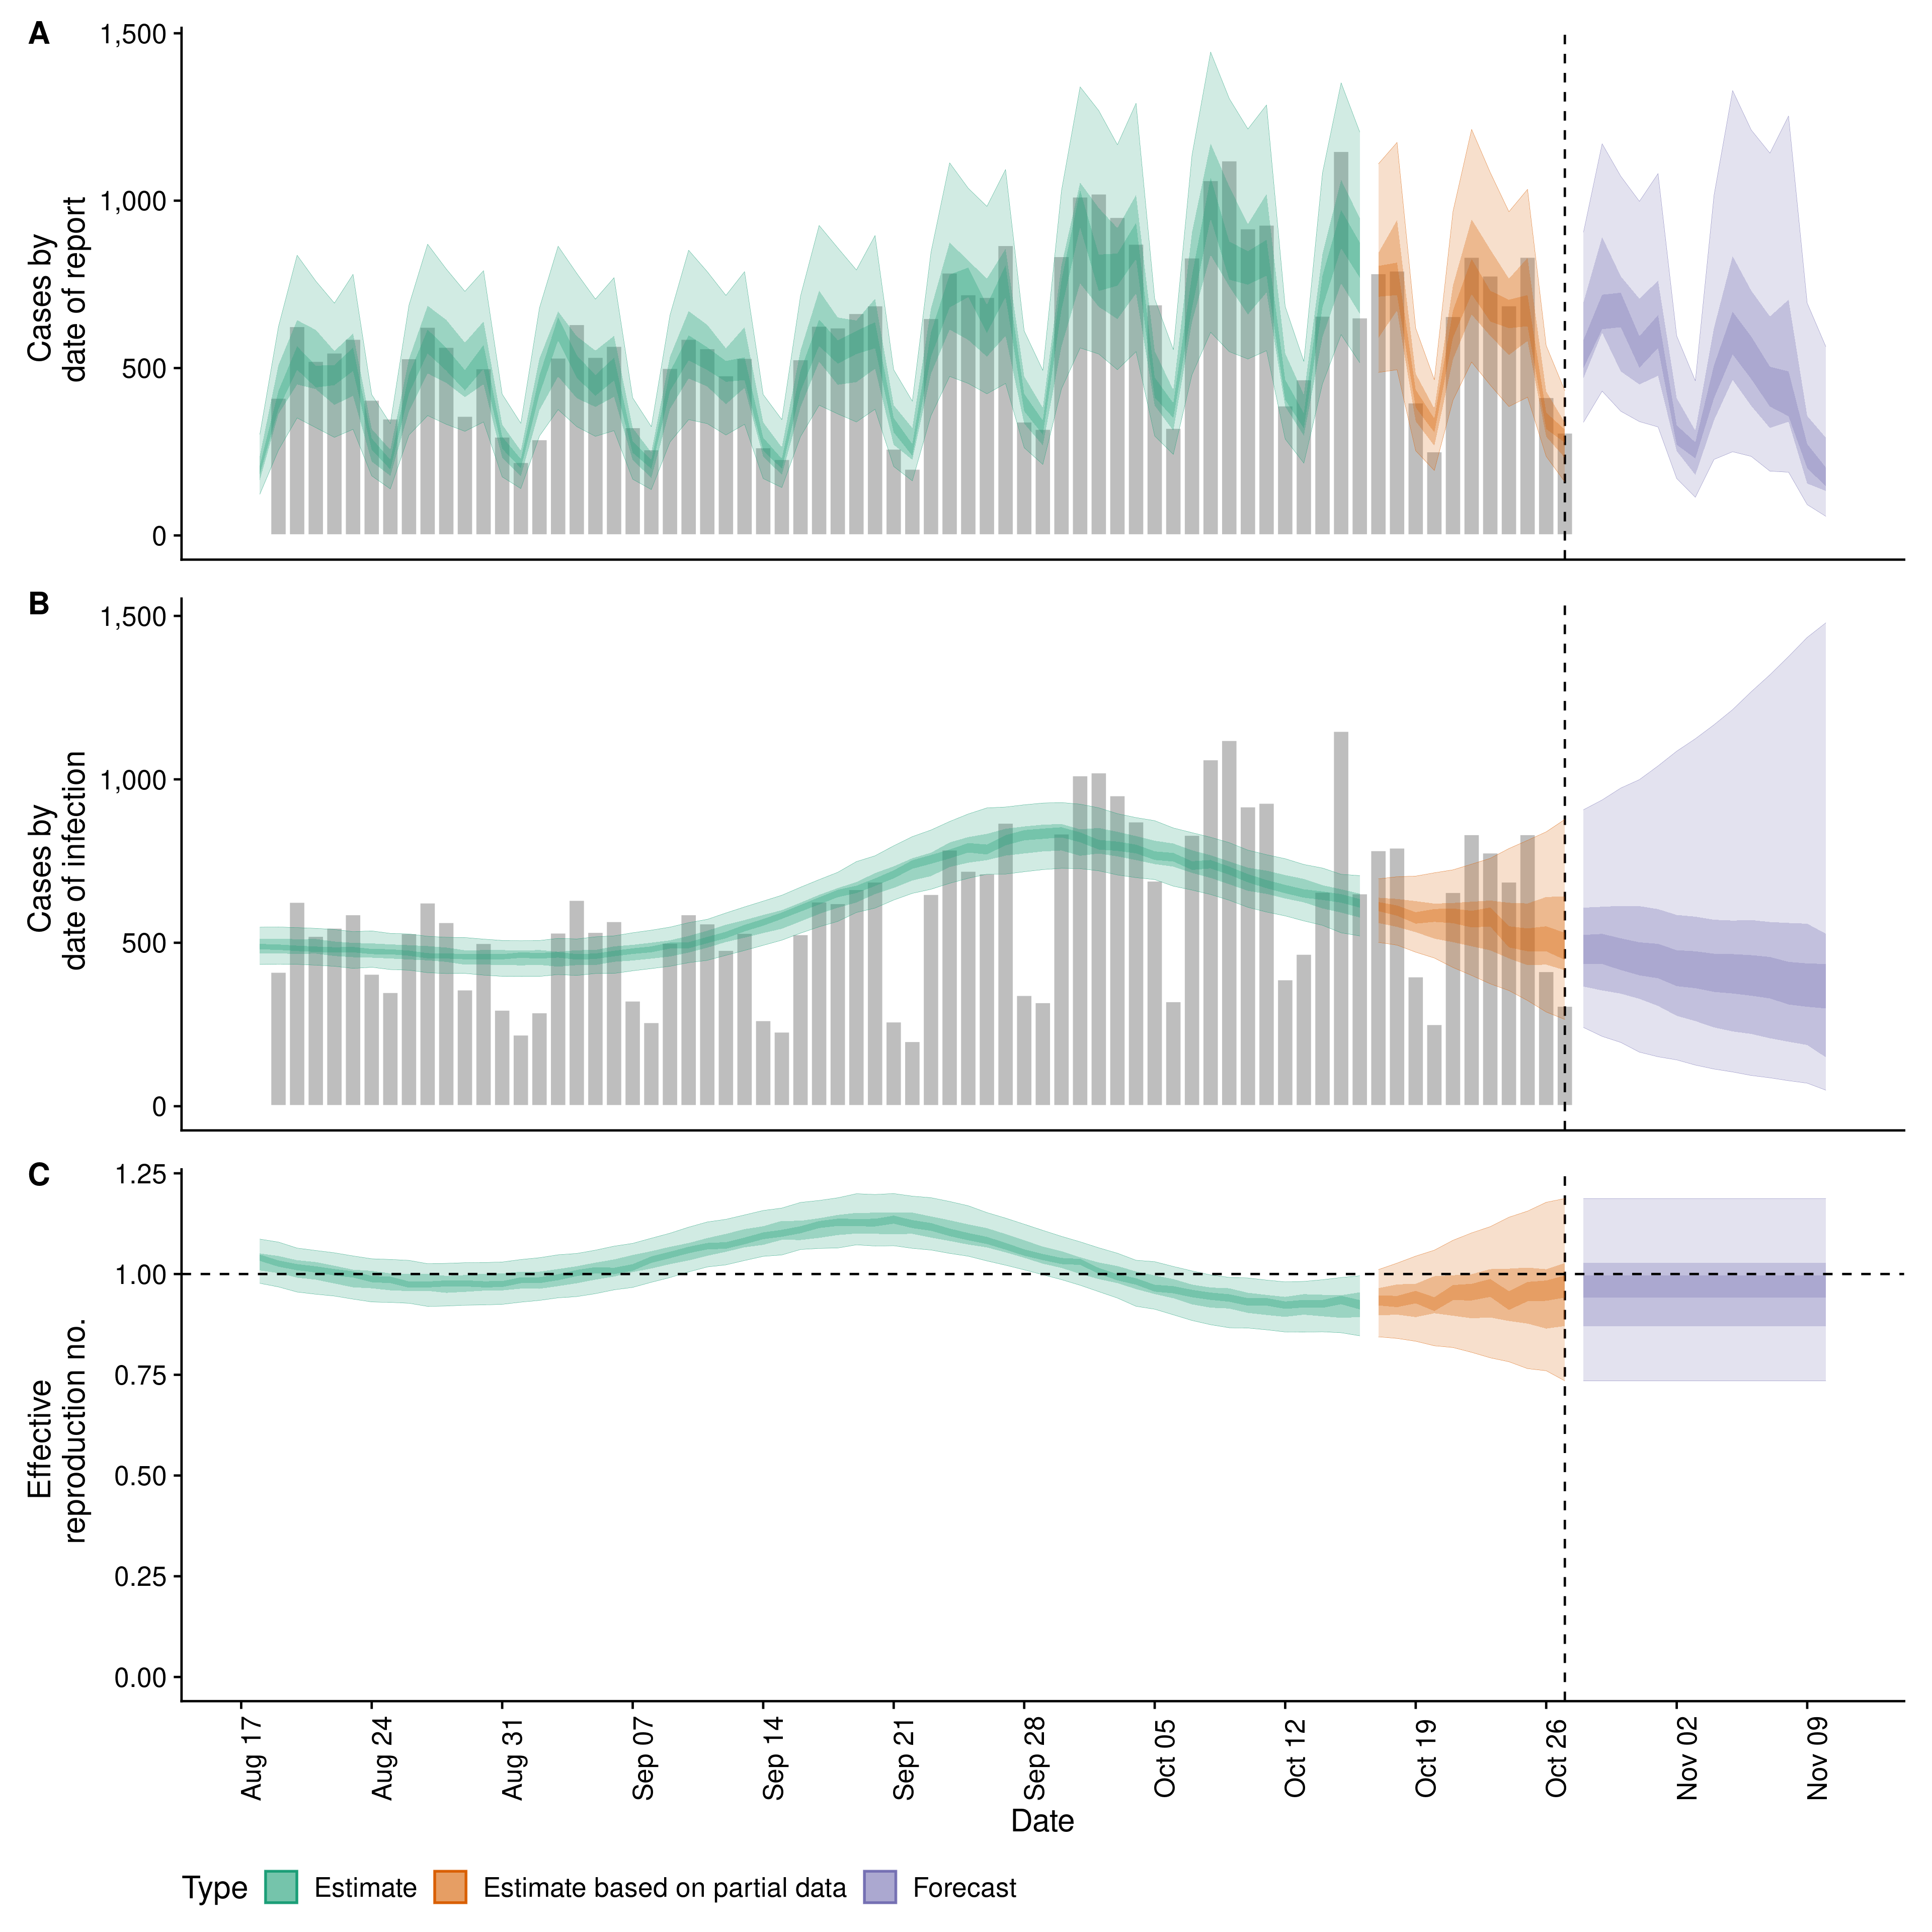 A
1,500
1,000
500
0
Cases by
date of report
B
1,500
1,000
500
0
Cases by
date of infection
C
1.25
1.00
0.75
0.50
0.25
0.00
Effective
reproduction no.
Aug 17
Aug 24
Aug 31
Sep 07
Sep 14
Sep 21
Sep 28
Oct 05
Oct 12
Oct 19
Oct 26
Nov 02
Nov 09
Date
Type Estimate Estimate based on partial data Forecast